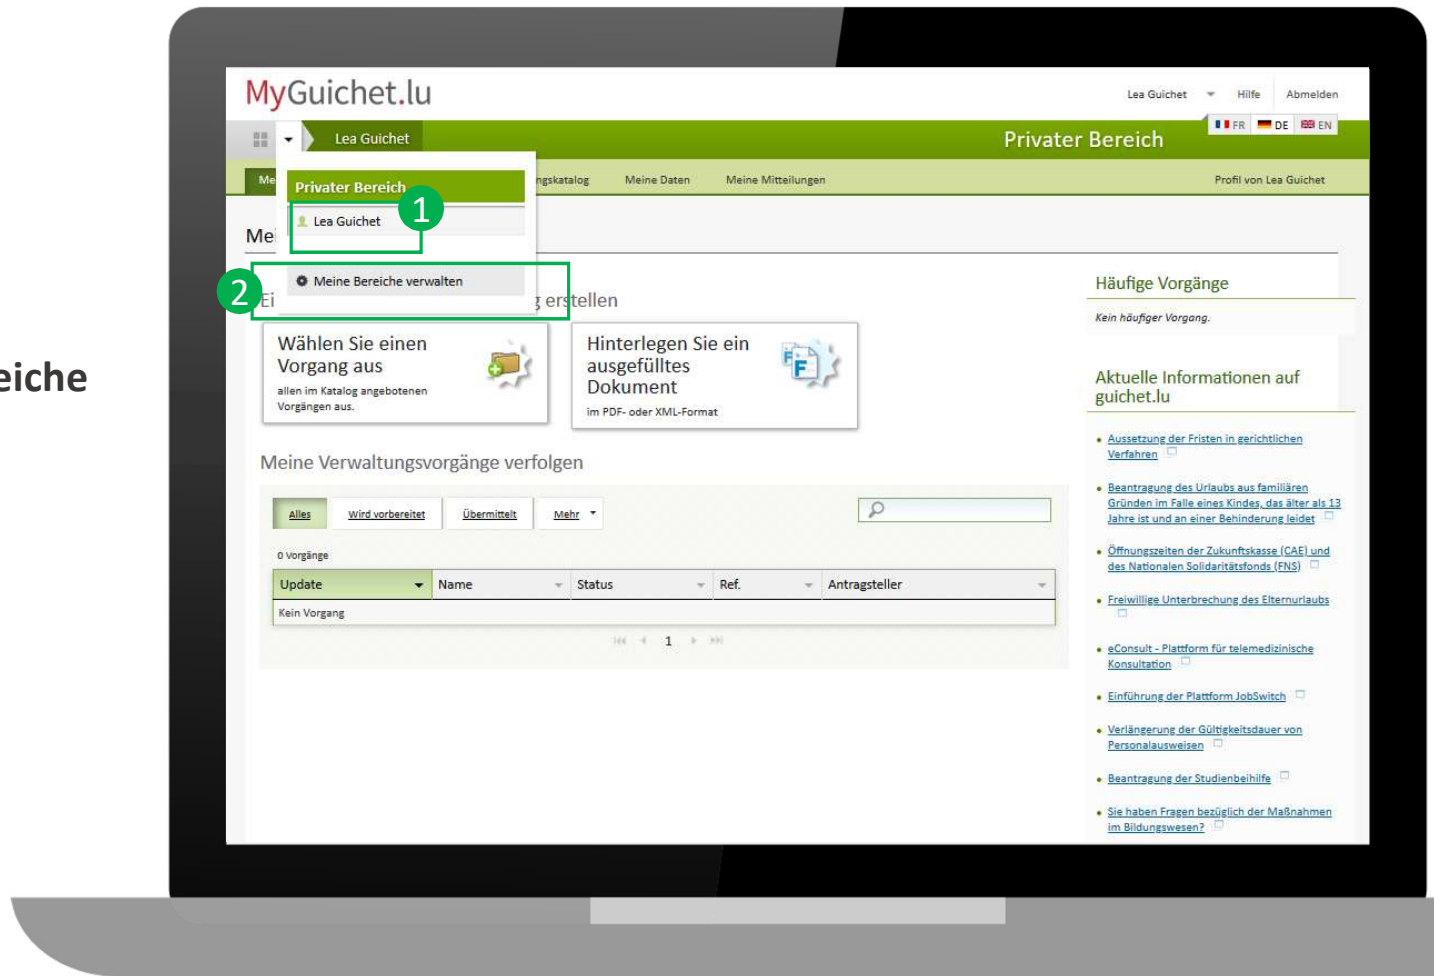 MyGuichet.lu
Lea Guichet Hilfe Abmelden
FR DE EN
Lea Guichet
Privater Bereich
Meine Daten Meine Mitteilungen
Profil von Lea Guichet
Privater Bereich
1
Lea Guichet
2
Meine Bereiche verwalten
erstellen
Wählen Sie einen
Vorgang aus
allen im Katalog angebotenen
Vorgängen aus.
Hinterlegen Sie ein
ausgefülltes
Dokument
im PDF- oder XML-Format
Meine Verwaltungsvorgänge verfolgen
Alles Wird vorbereitet Übermittelt Mehr
0 Vorgänge
Update Name Status Ref. Antragsteller
Kein Vorgang
1
Häufige Vorgänge
Kein häufiger Vorgang.
Aktuelle Informationen auf
guichet.lu
Aussetzung der Fristen in gerichtlichen
Verfahren
Beantragung des Urlaubs aus familiären
Gründen im Falle eines Kindes, das älter als 13
Jahre ist und an einer Behinderung leidet
Öffnungszeiten der Zukunftskasse (CAE) und
des Nationalen Solidaritätsfonds (FNS)
Freiwillige Unterbrechung des Elternurlaubs
eConsult - Plattform für telemedizinische
Konsultation
Einführung der Plattform JobSwitch
Verlängerung der Gültigkeitsdauer von
Personalausweisen
Beantragung der Studienbeihilfe
Sie haben Fragen bezüglich der Maßnahmen
im Bildungswesen?
eiche